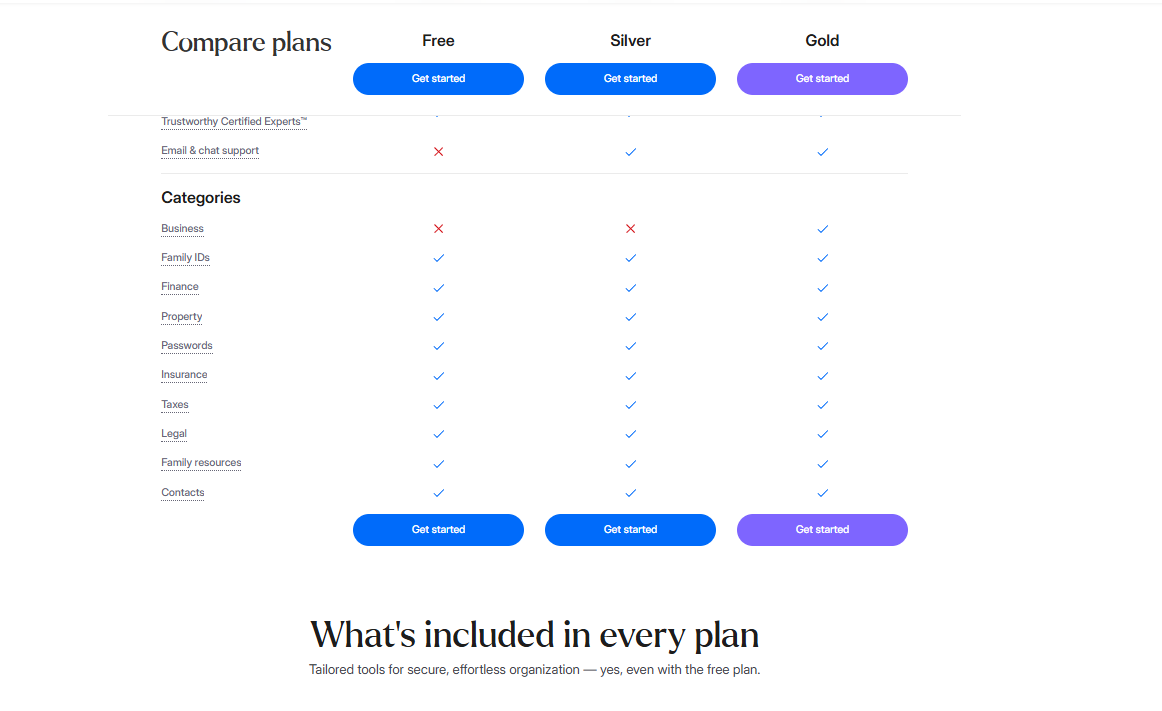 Compare plans
Free
Silver
Gold
Get started
Get started
Get started
Trustworthy Certified Experts™
Email & chat support
Categories
Business
Family IDs
Finance
Property
Passwords
Insurance
Taxes
Legal
Family resources
Contacts
Get started
Get started
Get started
What's included in every plan
Tailored tools for secure, effortless organization — yes, even with the free plan.